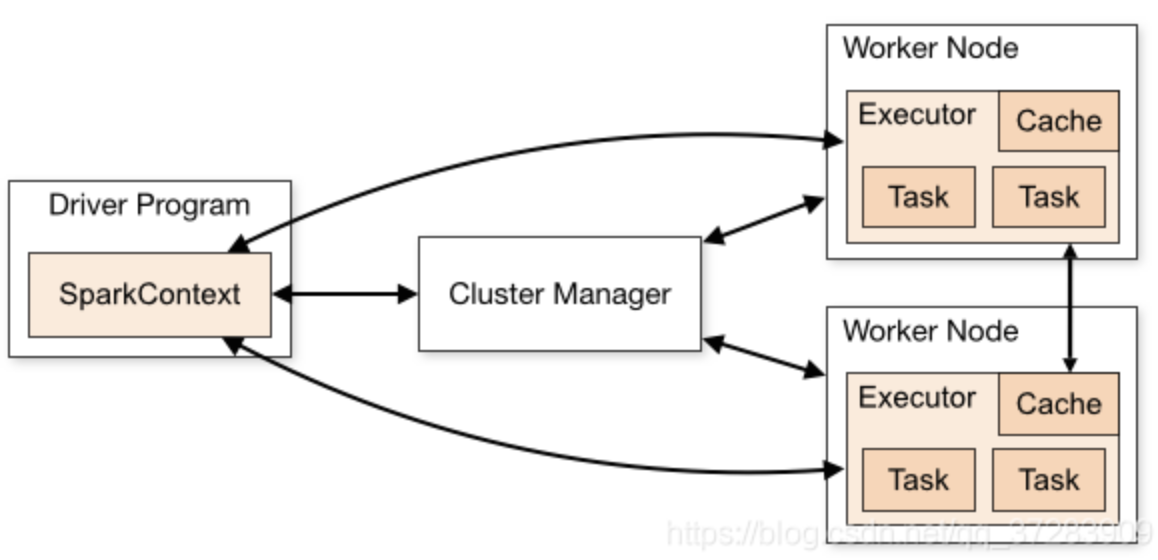 Worker Node
Executor
Cache
Task
Task
Driver Program
SparkContext
Cluster Manager
Worker Node
Executor
Cache
Task
Task
https://blog.csdn.net/qq_37283909